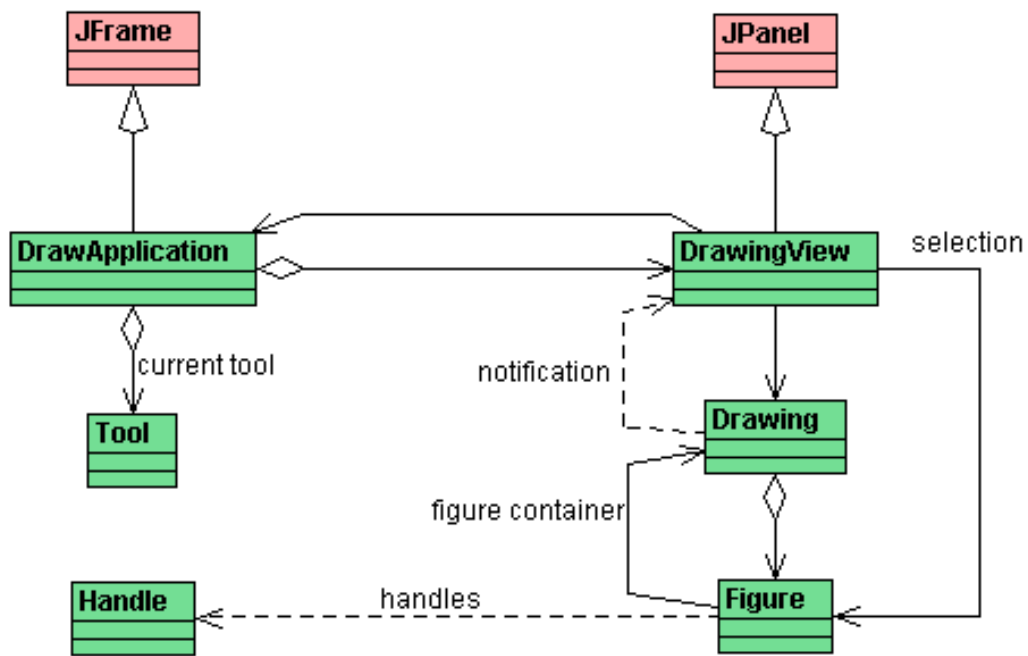 JFrame
JPanel
DrawApplication
DrawingView
selection
current tool
notification
Tool
Drawing
figure container
Handle
handles
Figure